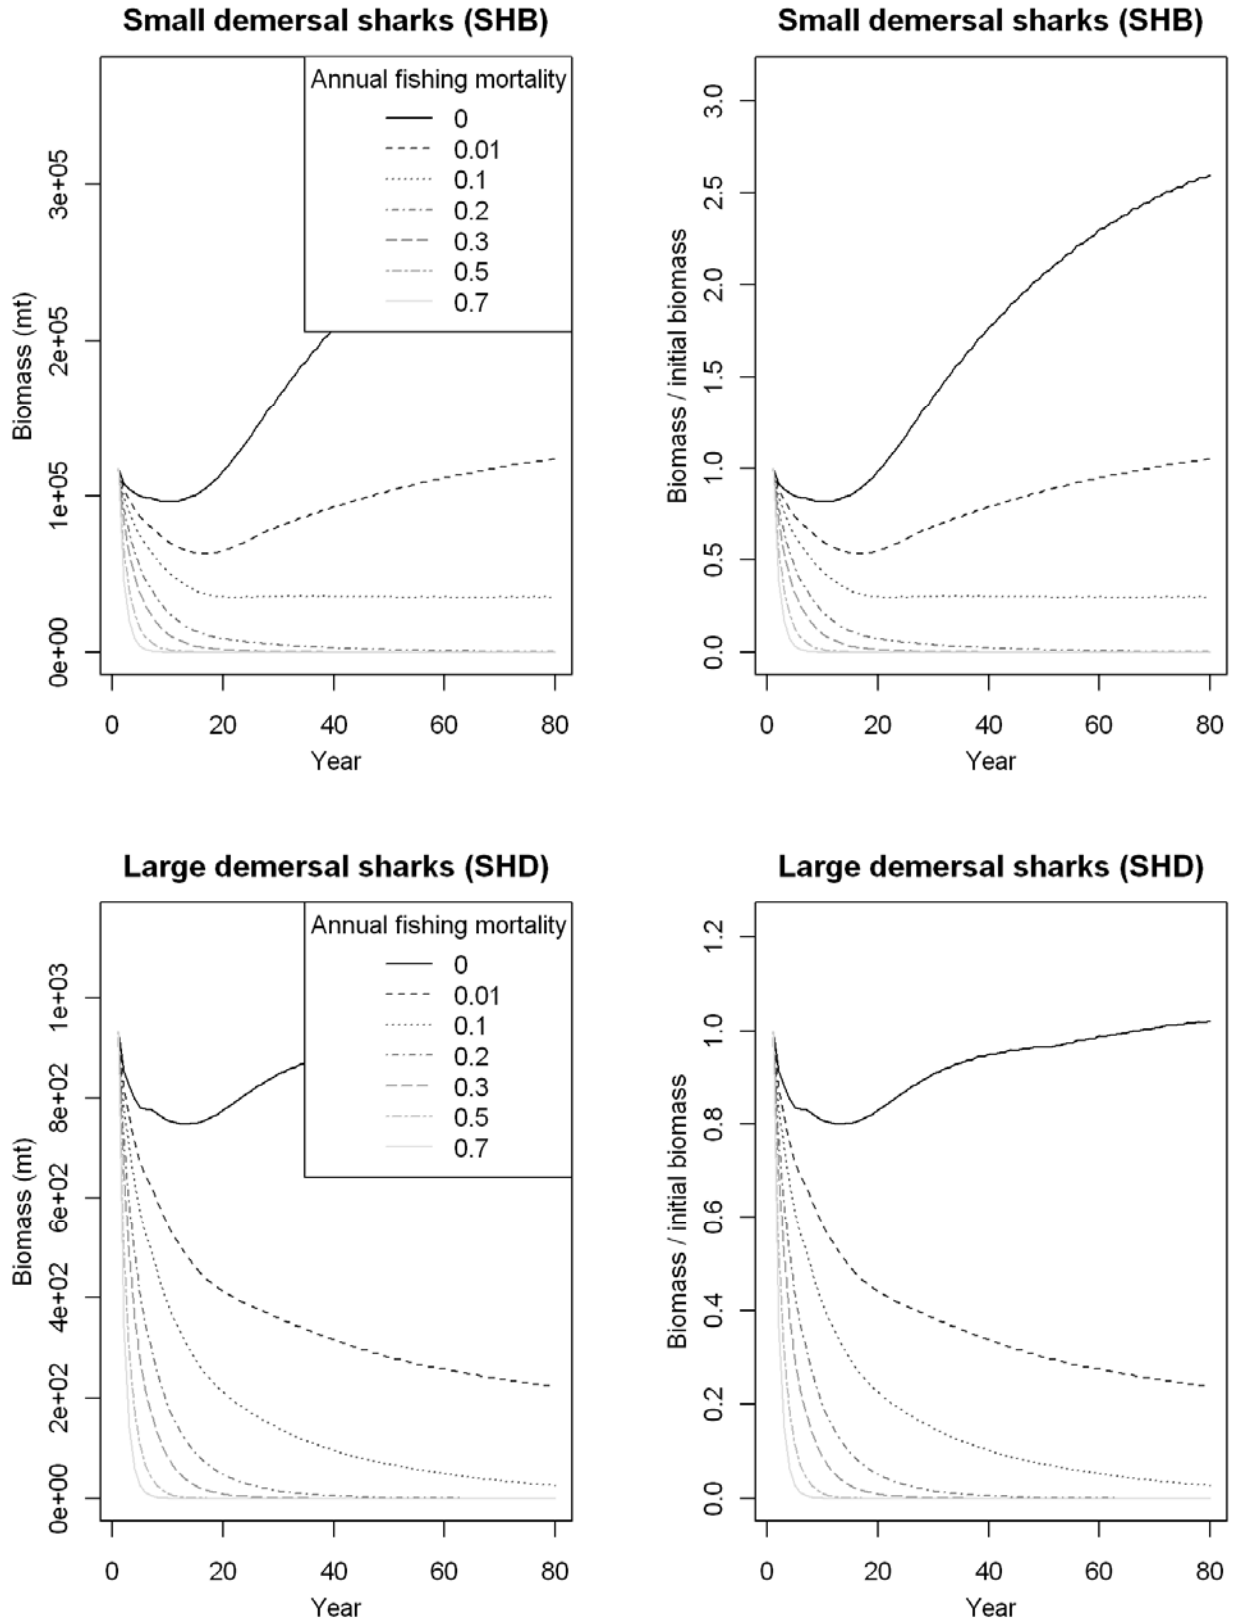 Small demersal sharks (SHB)
Annual fishing mortality
0
0.01
0.1
0.2
0.3
0.5
0.7
Biomass (mt)
3e+05
2e+05
1e+05
0e+00
0 20 40 60 80
Year
Small demersal sharks (SHB)
Biomass / initial biomass
3.0
2.5
2.0
1.5
1.0
0.5
0.0
0 20 40 60 80
Year
Large demersal sharks (SHD)
Annual fishing mortality
0
0.01
0.1
0.2
0.3
0.5
0.7
Biomass (mt)
1e+03
8e+02
6e+02
4e+02
2e+02
0e+00
0 20 40 60 80
Year
Large demersal sharks (SHD)
Biomass / initial biomass
1.2
1.0
0.8
0.6
0.4
0.2
0.0
0 20 40 60 80
Year